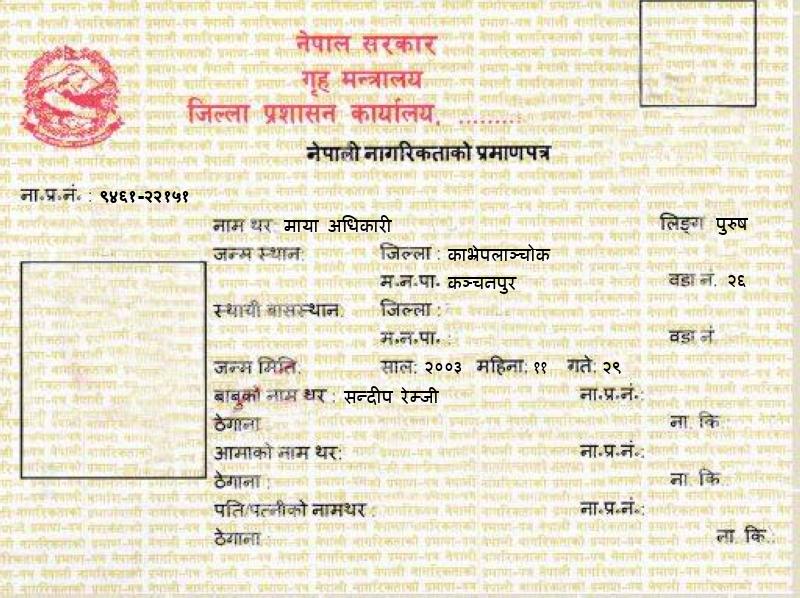 नेपाल सरकार
गृह मन्त्रालय
जिल्ला प्रशासन कार्यालय, .........
नेपाली नागरिकताको प्रमाणपत्र
ना॰प्र॰नं॰ : ९४६१-२२१५१
नाम थर: माया अधिकारी लिङ्ग पुरुष
जन्म स्थान: जिल्ला : काभ्रेपलाञ्चोक
म॰न॰पा॰ कञ्चनपुर वडा नं. २६
स्थायी बासस्थान: जिल्ला :
म॰न॰पा॰ : वडा नं
जन्म मिति: साल: २००३ महिना: ११ गते: २९
बाबुको नाम थर : सन्दीप रेम्जी ना॰प्र॰नं॰:
ठेगाना : ना. कि :
आमाको नाम थर: ना॰प्र॰नं॰:
ठेगाना : ना. कि
पति/पत्नीको नामथर : ना॰प्र॰नं॰:
ठेगाना : ना. कि.: